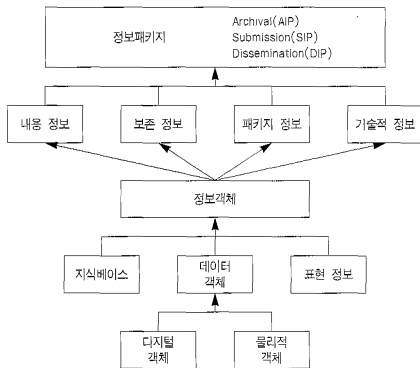 정보패키지
Archival(AIP)
Submission(SIP)
Dissemination(DIP)
내용 정보
보존 정보
패키지 정보
기술적 정보
정보객체
지식베이스
데이터
객체
표현 정보
디지털
객체
물리적
객체